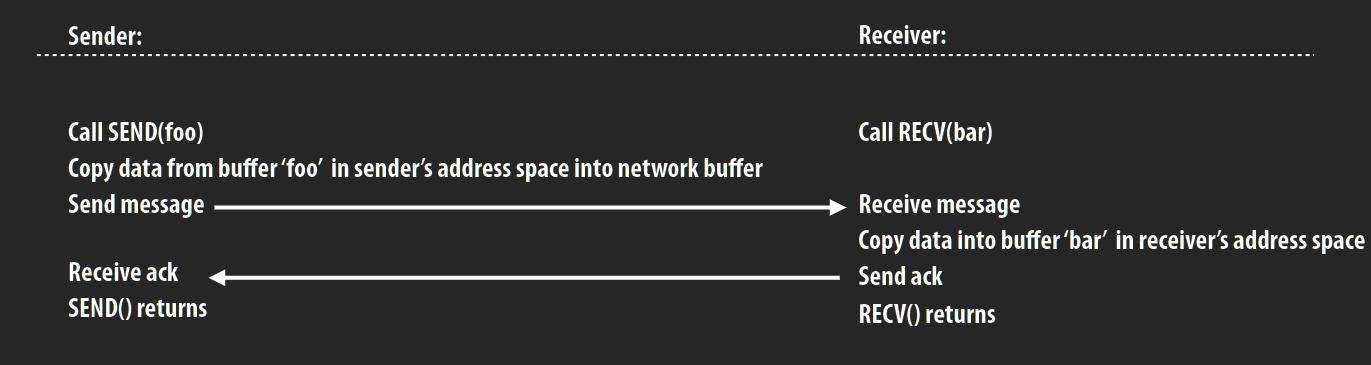 Sender:
Receiver:
Call SEND(foo)
Call RECV(bar)
Copy data from buffer ‘foo’ in sender’s address space into network buffer
Send message
Receive message
Copy data into buffer ‘bar’ in receiver’s address space
Receive ack
Send ack
SEND() returns
RECV() returns